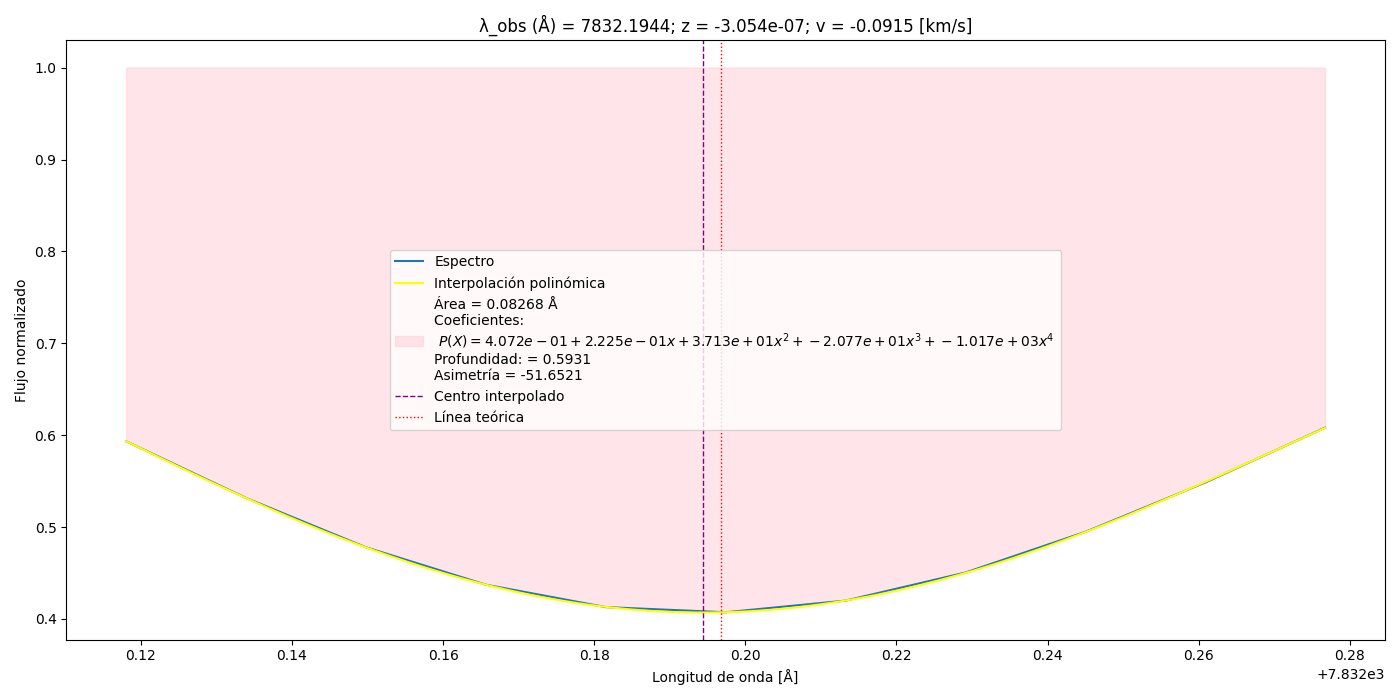 λ_obs (Å) = 7832.1944; z = -3.054e-07; v = -0.0915 [km/s]
Flujo normalizado
1.0
0.9
0.8
0.7
0.6
0.5
0.4
Espectro
Interpolación polinómica
Área = 0.08268 Å
Coeficientes:
P(X) = 4.072e − 01 + 2.225e − 01x + 3.713e + 01x² + −2.077e + 01x³ + −1.017e + 03x⁴
Profundidad: = 0.5931
Asimetría = -51.6521
Centro interpolado
Línea teórica
0.12 0.14 0.16 0.18 0.20 0.22 0.24 0.26 0.28
+7.832e3
Longitud de onda [Å]